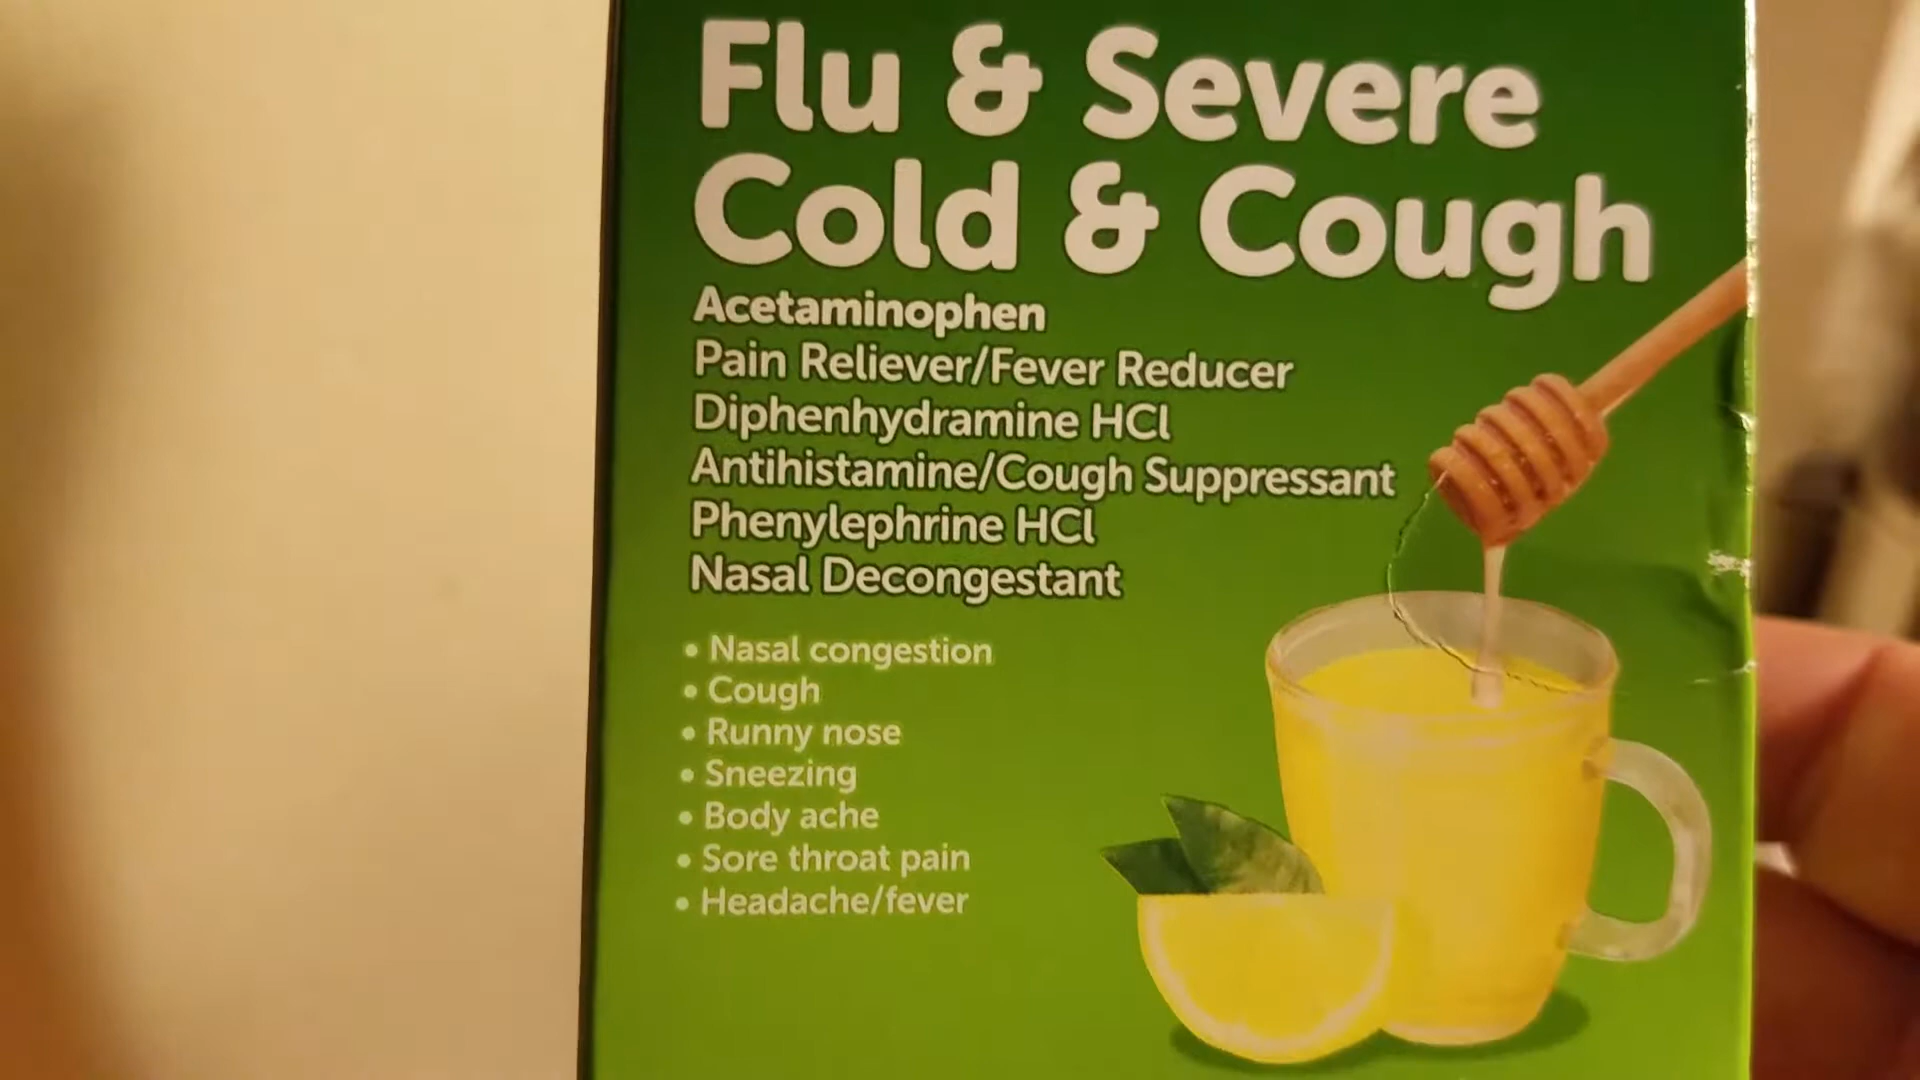 Flu & Severe
Cold & Cough
Acetaminophen
Pain Reliever/Fever Reducer
Diphenhydramine HCl
Antihistamine/Cough Suppressant
Phenylephrine HCl
Nasal Decongestant
• Nasal congestion
• Cough
• Runny nose
• Sneezing
• Body ache
• Sore throat pain
• Headache/fever